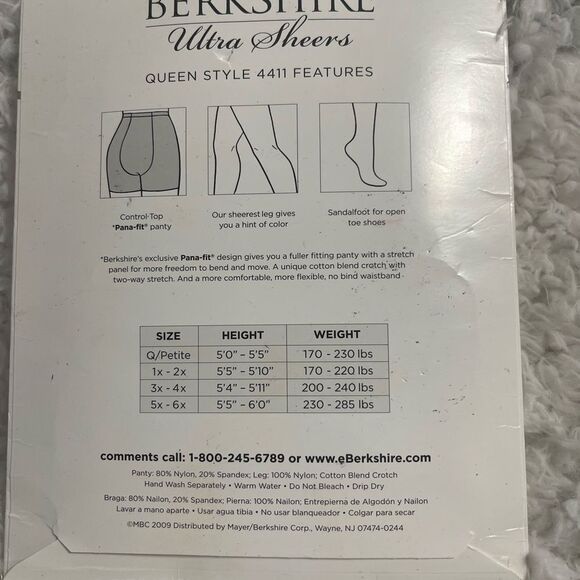 BERKSHIRE
Ultra Sheers
QUEEN STYLE 4411 FEATURES
Control Top
*Pana-fit® panty
Our sheerest leg gives
you a hint of color
Sandalfoot for open
toe shoes
*Berkshire's exclusive Pana-fit® design gives you a fuller fitting panty with a stretch
panel for more freedom to bend and move. A unique cotton blend crotch with
two-way stretch. And a more comfortable, more flexible, no bind waistband.
SIZE HEIGHT WEIGHT
Q/Petite 5'0" – 5'5" 170 - 230 lbs
1x - 2x 5'5" – 5'10" 170 - 220 lbs
3x - 4x 5'4" – 5'11" 200 - 240 lbs
5x - 6x 5'5" – 6'0" 230 - 285 lbs
comments call: 1-800-245-6789 or www.eBerkshire.com
Panty: 80% Nylon, 20% Spandex; Leg: 100% Nylon; Cotton Blend Crotch
Hand Wash Separately • Warm Water • Do Not Bleach • Drip Dry
Braga: 80% Nailon, 20% Spandex; Pierna: 100% Nailon; Entrepierna de Algodón y Nailon
Lavar a mano aparte • Usar agua tibia • No usar blanqueador • Colgar para secar
©MBC 2009 Distributed by Mayer/Berkshire Corp., Wayne, NJ 07474-0244